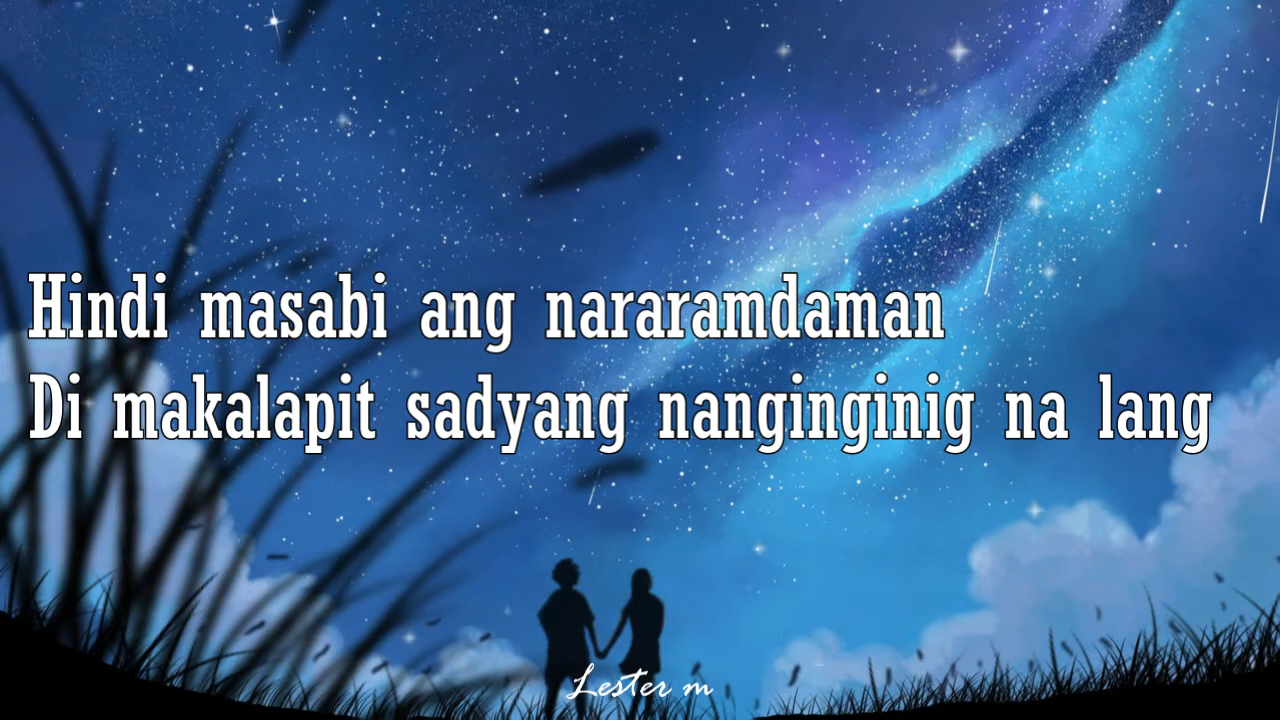 Hindi masabi ang nararamdaman
Di makalapit sadyang nanginginig na lang
Lester m